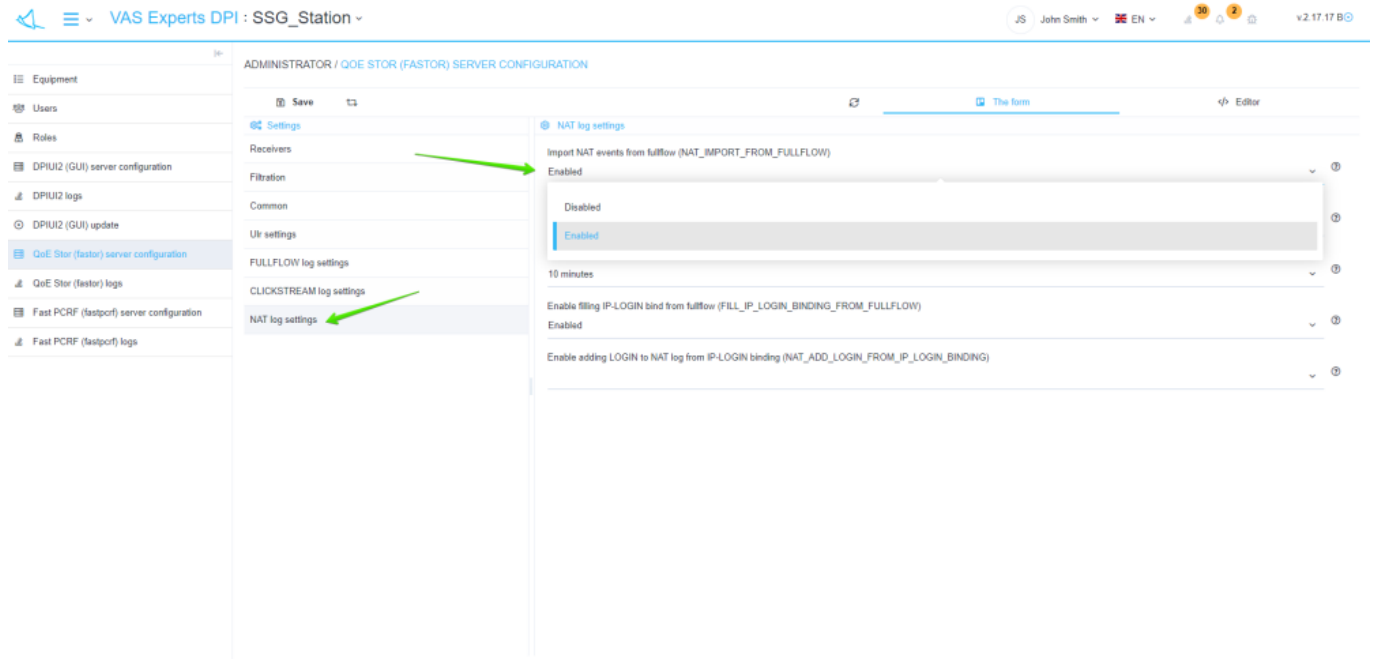 VAS Experts DPI : SSG_Station
JS John Smith EN 30 2 v.2.17.17 B
ADMINISTRATOR / QOE STOR (FASTOR) SERVER CONFIGURATION
Equipment
Users
Roles
DPIUI2 (GUI) server configuration
DPIUI2 logs
DPIUI2 (GUI) update
QoE Stor (fastor) server configuration
QoE Stor (fastor) logs
Fast PCRF (fastpcrf) server configuration
Fast PCRF (fastpcrf) logs
Save
The form
Editor
Settings
Receivers
Filtration
Common
Ulr settings
FULLFLOW log settings
CLICKSTREAM log settings
NAT log settings
NAT log settings
Import NAT events from fullflow (NAT_IMPORT_FROM_FULLFLOW)
Enabled
Disabled
Enabled
10 minutes
Enable filling IP-LOGIN bind from fullflow (FILL_IP_LOGIN_BINDING_FROM_FULLFLOW)
Enabled
Enable adding LOGIN to NAT log from IP-LOGIN binding (NAT_ADD_LOGIN_FROM_IP_LOGIN_BINDING)